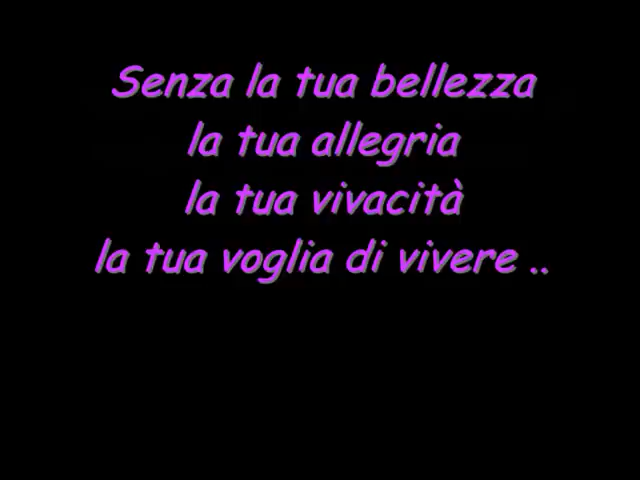 Senza la tua bellezza
la tua allegria
la tua vivacità
la tua voglia di vivere ..